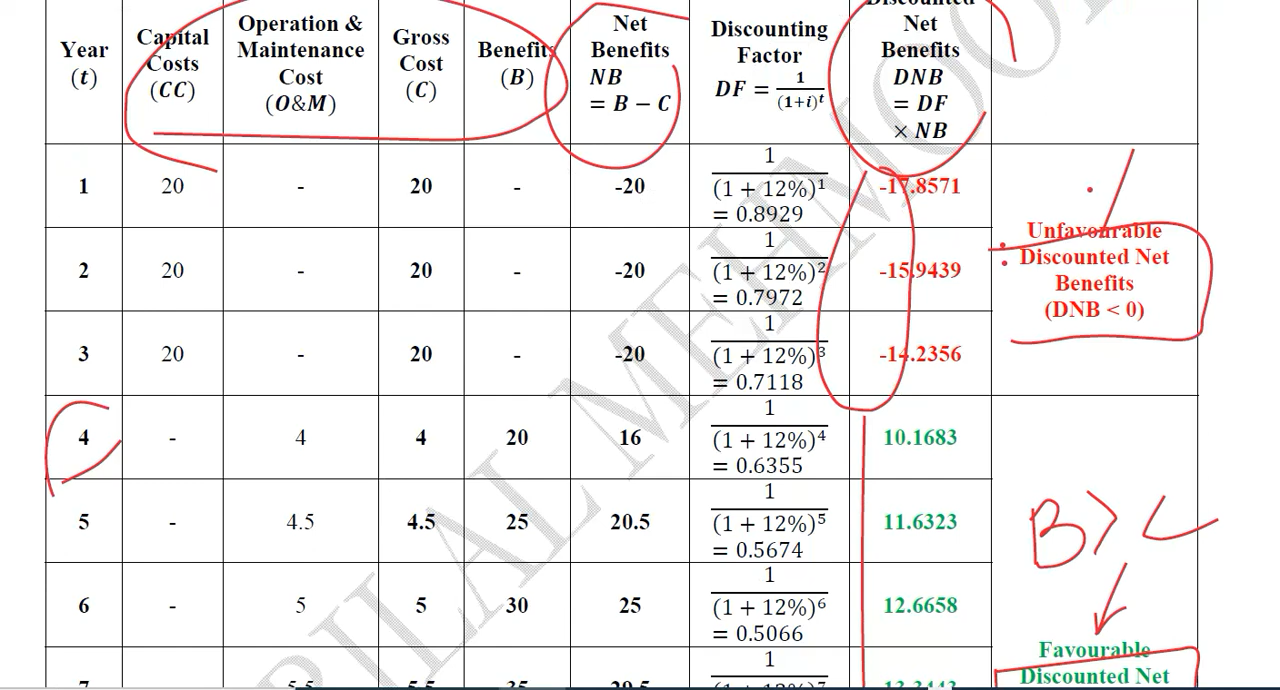 Discounted
Year
(t)
Capital
Costs
(CC)
Operation &
Maintenance
Cost
(O&M)
Gross
Cost
(C)
Benefits
(B)
Net
Benefits
NB
= B − C
Discounting
Factor
DF = 1/(1+i)^t
Net
Benefits
DNB
= DF
× NB
1 20 - 20 - -20 1/(1 + 12%)^1 = 0.8929 -17.8571
2 20 - 20 - -20 1/(1 + 12%)^2 = 0.7972 -15.9439
3 20 - 20 - -20 1/(1 + 12%)^3 = 0.7118 -14.2356
Unfavourable
Discounted Net
Benefits
(DNB < 0)
4 - 4 4 20 16 1/(1 + 12%)^4 = 0.6355 10.1683
5 - 4.5 4.5 25 20.5 1/(1 + 12%)^5 = 0.5674 11.6323
6 - 5 5 30 25 1/(1 + 12%)^6 = 0.5066 12.6658
B > C
Favourable
Discounted Net
BILAL MEHMOO